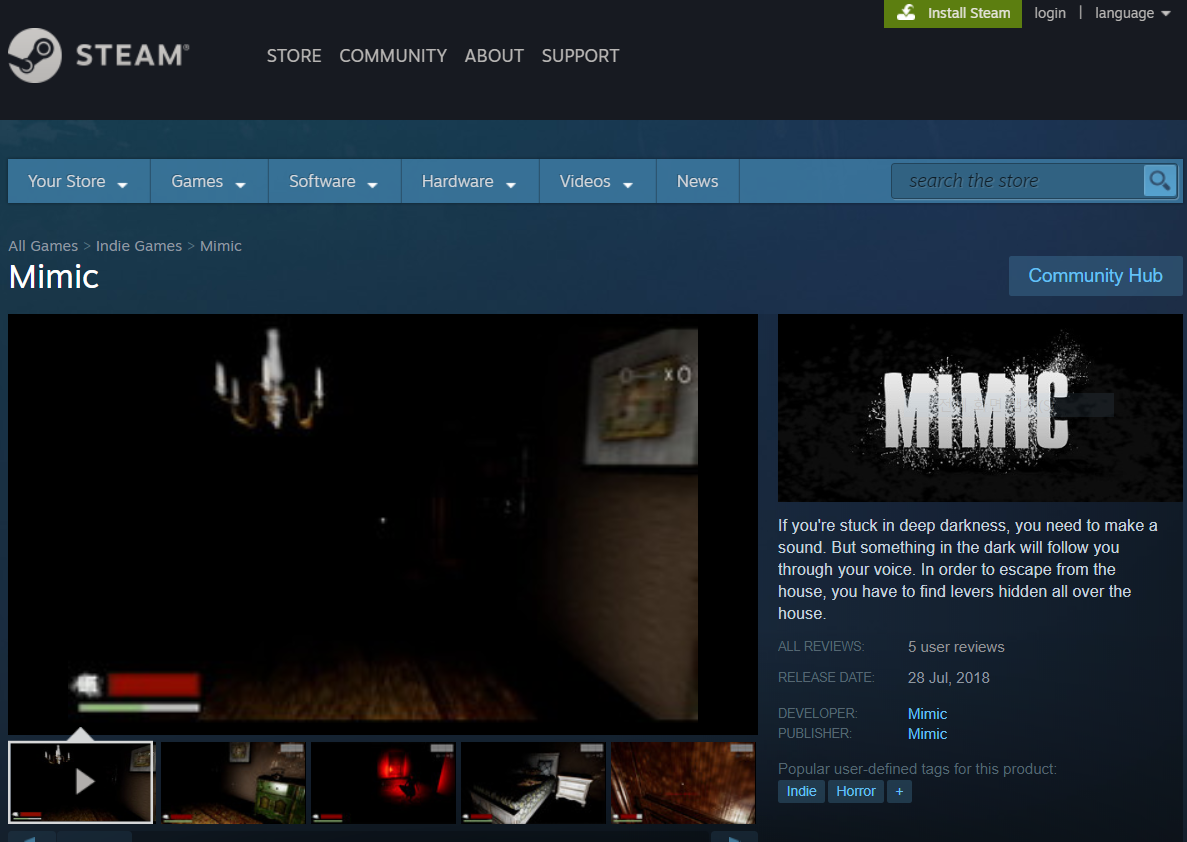 Install Steam
login | language
STEAM®
STORE COMMUNITY ABOUT SUPPORT
Your Store Games Software Hardware Videos News
search the store
All Games > Indie Games > Mimic
Mimic
Community Hub
x0
MIMIC
If you're stuck in deep darkness, you need to make a
sound. But something in the dark will follow you
through your voice. In order to escape from the
house, you have to find levers hidden all over the
house.
ALL REVIEWS: 5 user reviews
RELEASE DATE: 28 Jul, 2018
DEVELOPER: Mimic
PUBLISHER: Mimic
Popular user-defined tags for this product:
Indie Horror +